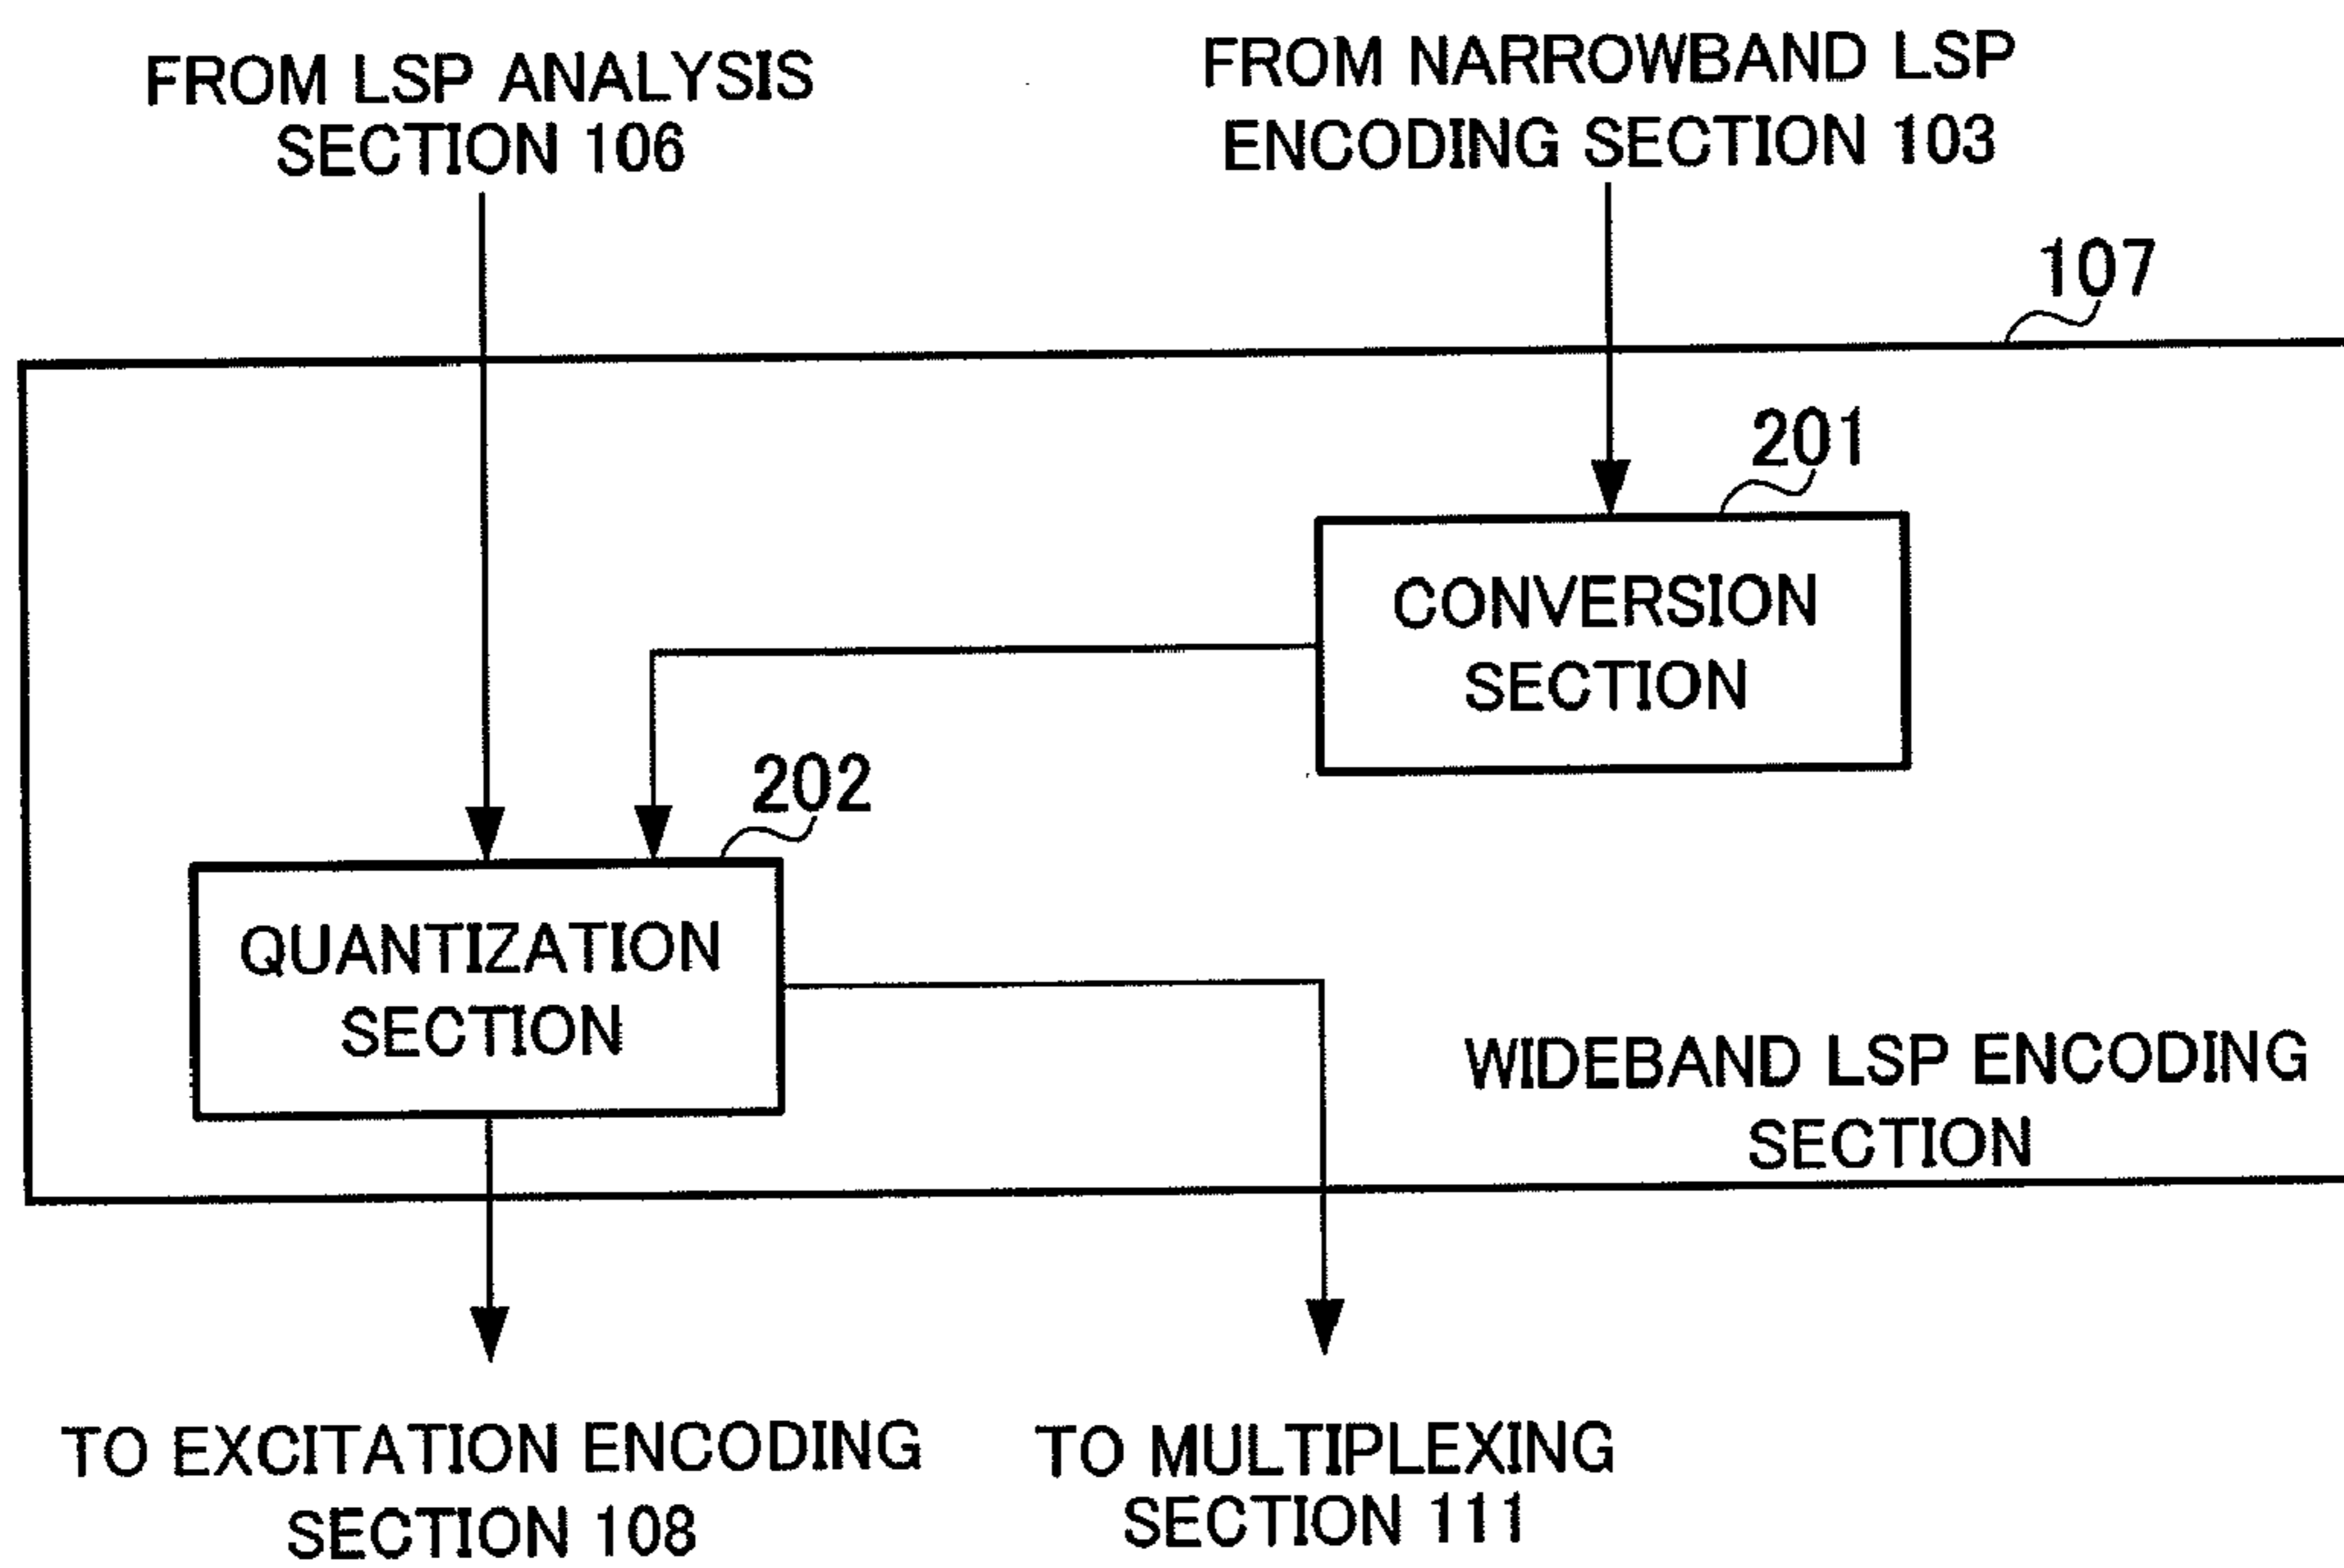 FROM LSP ANALYSIS
SECTION 106
FROM NARROWBAND LSP
ENCODING SECTION 103
107
201
CONVERSION
SECTION
202
QUANTIZATION
SECTION
WIDEBAND LSP ENCODING
SECTION
TO EXCITATION ENCODING
SECTION 108
TO MULTIPLEXING
SECTION 111